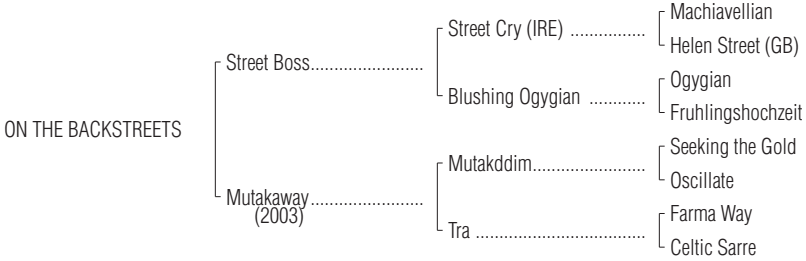 Machiavellian
Street Cry (IRE) ................
Helen Street (GB)
Street Boss........................
Ogygian
Blushing Ogygian ............
Fruhlingshochzeit
ON THE BACKSTREETS
Seeking the Gold
Mutakddim........................
Oscillate
Mutakaway........................
(2003)
Farma Way
Tra ....................................
Celtic Sarre